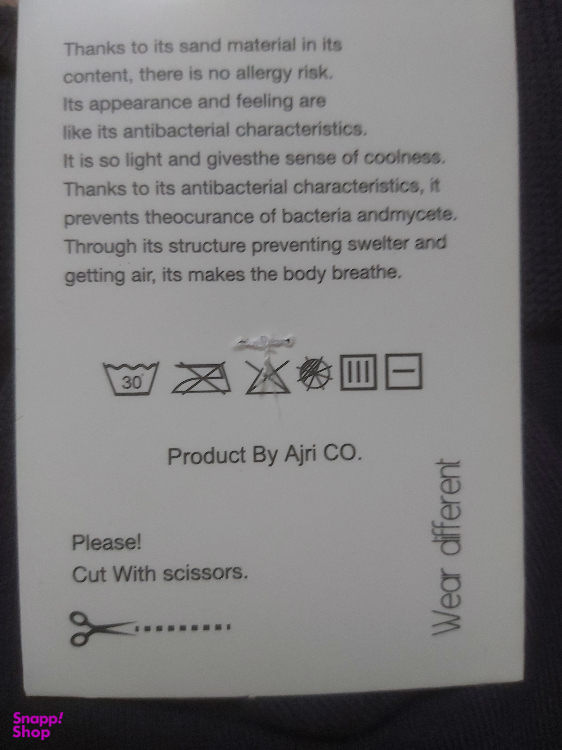 Thanks to its sand material in its
content, there is no allergy risk.
Its appearance and feeling are
like its antibacterial characteristics.
It is so light and givesthe sense of coolness.
Thanks to its antibacterial characteristics, it
prevents theocurance of bacteria andmycete.
Through its structure preventing swelter and
getting air, its makes the body breathe.
30°
Product By Ajri CO.
Please!
Cut With scissors.
Wear different
Snapp!
Shop